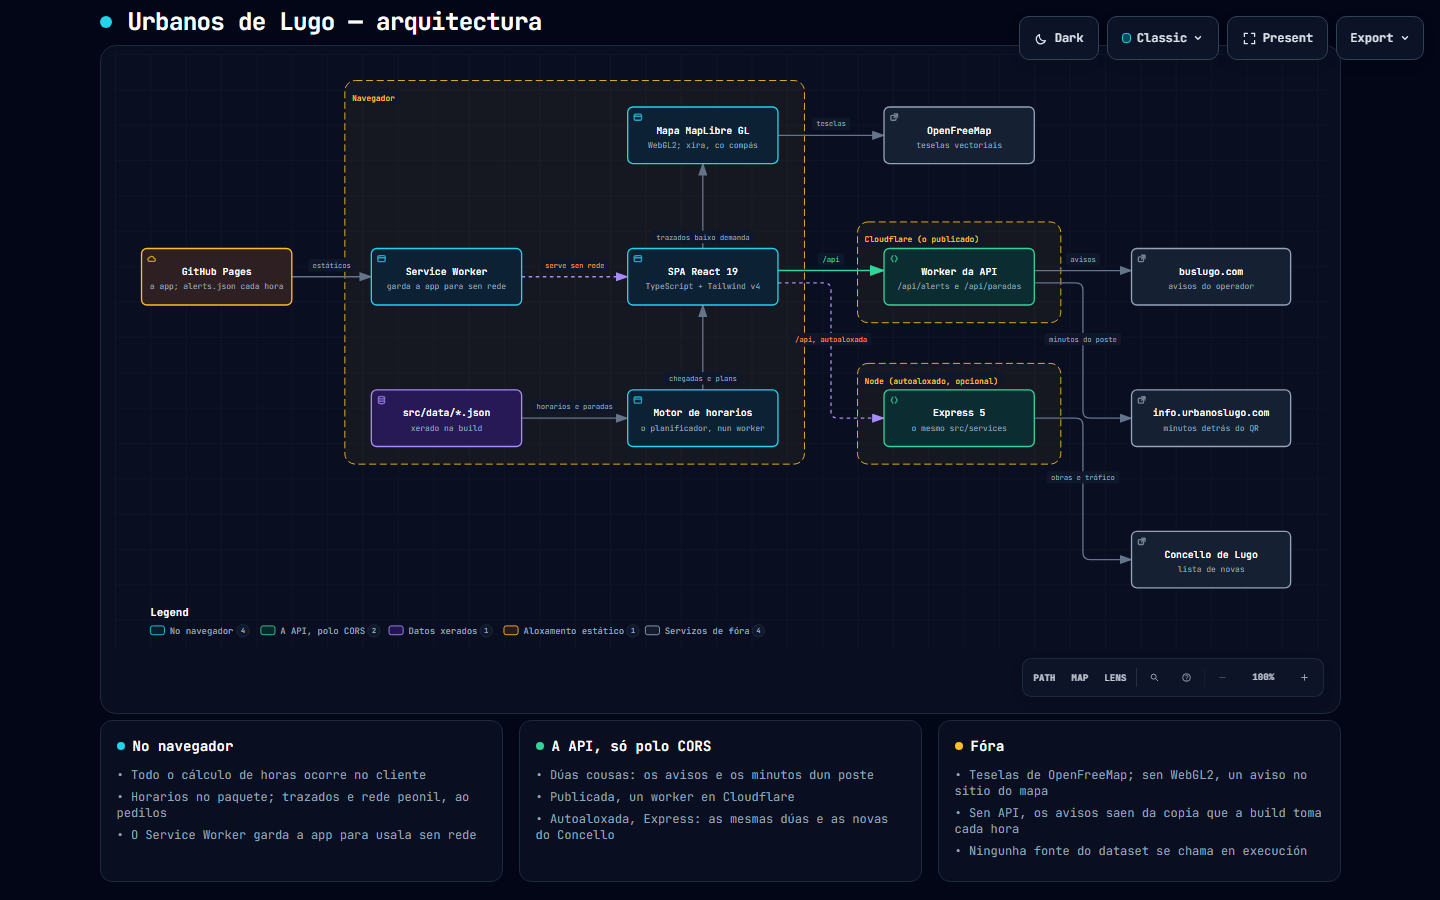 Urbanos de Lugo — arquitectura
Dark
Classic
Present
Export
Navegador
Mapa MapLibre GL
WebGL2; xira, co compás
teselas
OpenFreeMap
teselas vectoriais
trazados baixo demanda
Cloudflare (o publicado)
GitHub Pages
a app; alerts.json cada hora
estáticos
Service Worker
garda a app para sen rede
serve sen rede
SPA React 19
TypeScript + Tailwind v4
/api
Worker da API
/api/alerts e /api/paradas
avisos
buslugo.com
avisos do operador
/api, autoaloxada
minutos do poste
chegadas e plans
Node (autoaloxado, opcional)
src/data/*.json
xerado na build
horarios e paradas
Motor de horarios
o planificador, nun worker
Express 5
o mesmo src/services
info.urbanoslugo.com
minutos detrás do QR
obras e tráfico
Concello de Lugo
lista de novas
Legend
No navegador 4
A API, polo CORS 2
Datos xerados 1
Aloxamento estático 1
Servizos de fóra 4
PATH
MAP
LENS
− 100% +
No navegador
• Todo o cálculo de horas ocorre no cliente
• Horarios no paquete; trazados e rede peonil, ao
pedilos
• O Service Worker garda a app para usala sen rede
A API, só polo CORS
• Dúas cousas: os avisos e os minutos dun poste
• Publicada, un worker en Cloudflare
• Autoaloxada, Express: as mesmas dúas e as novas
do Concello
Fóra
• Teselas de OpenFreeMap; sen WebGL2, un aviso no
sitio do mapa
• Sen API, os avisos saen da copia que a build toma
cada hora
• Ningunha fonte do dataset se chama en execución